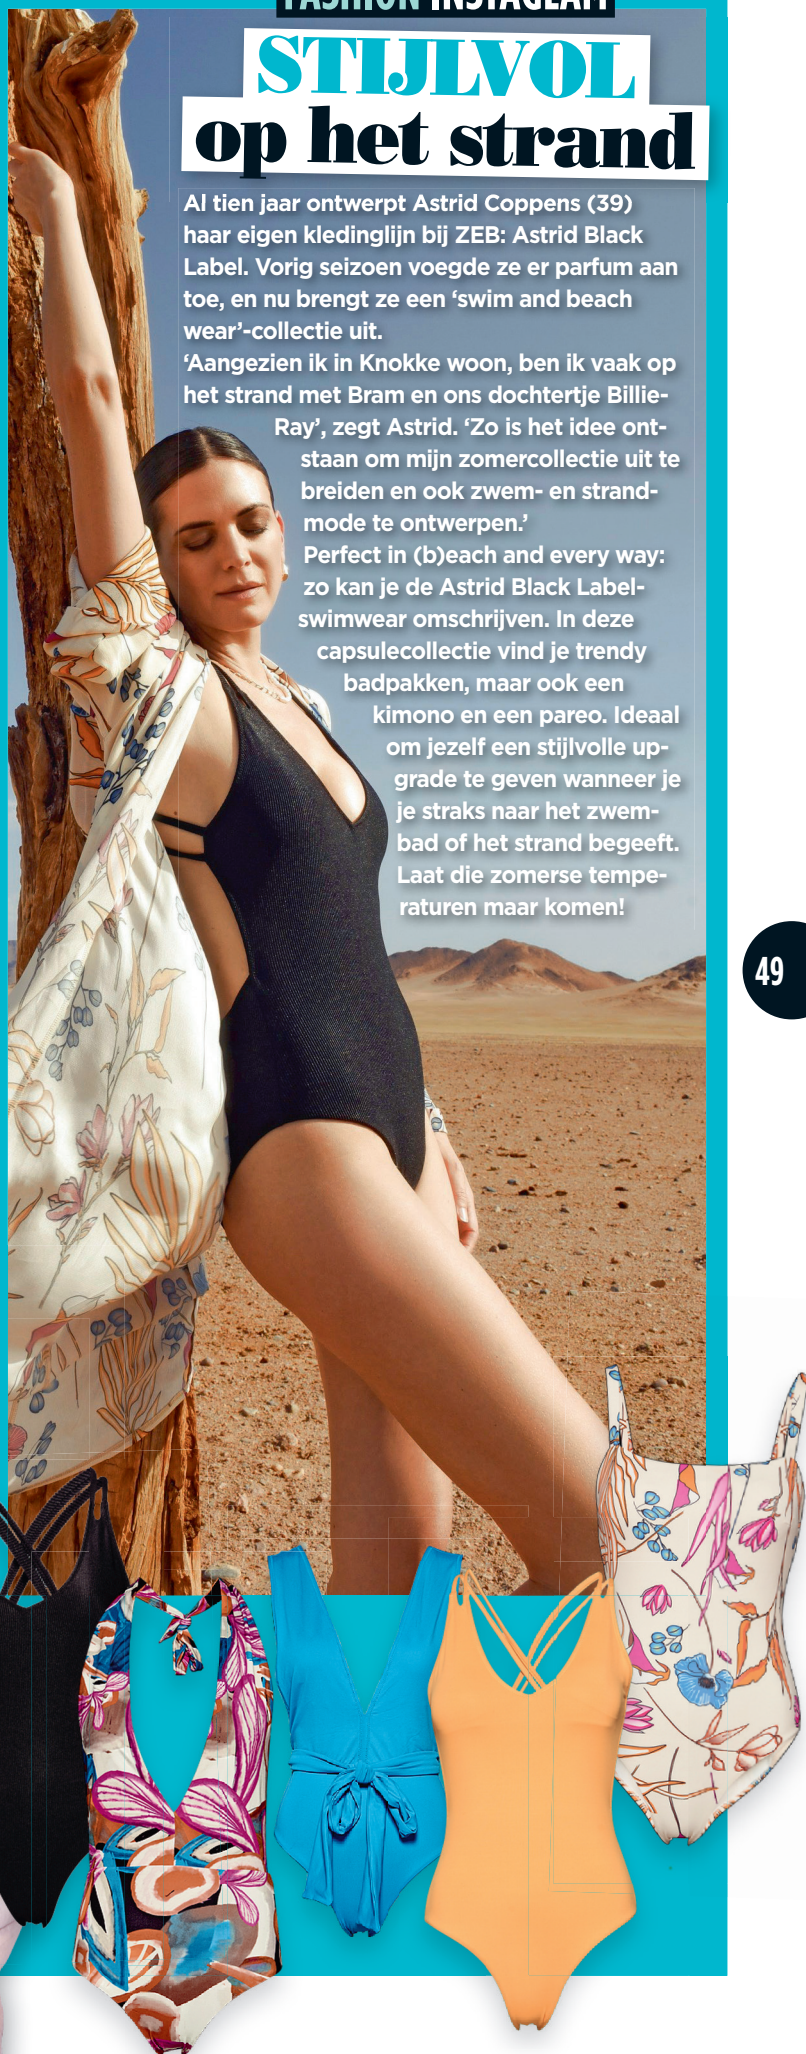 FASHION INSTAGLAM
STIJLVOL
op het strand
Al tien jaar ontwerpt Astrid Coppens (39)
haar eigen kledinglijn bij ZEB: Astrid Black
Label. Vorig seizoen voegde ze er parfum aan
toe, en nu brengt ze een ‘swim and beach
wear’-collectie uit.
‘Aangezien ik in Knokke woon, ben ik vaak op
het strand met Bram en ons dochtertje Billie-
Ray’, zegt Astrid. ‘Zo is het idee ont-
staan om mijn zomercollectie uit te
breiden en ook zwem- en strand-
mode te ontwerpen.’
Perfect in (b)each and every way:
zo kan je de Astrid Black Label-
swimwear omschrijven. In deze
capsulecollectie vind je trendy
badpakken, maar ook een
kimono en een pareo. Ideaal
om jezelf een stijlvolle up-
grade te geven wanneer je
je straks naar het zwem-
bad of het strand begeeft.
Laat die zomerse tempe-
raturen maar komen!
49